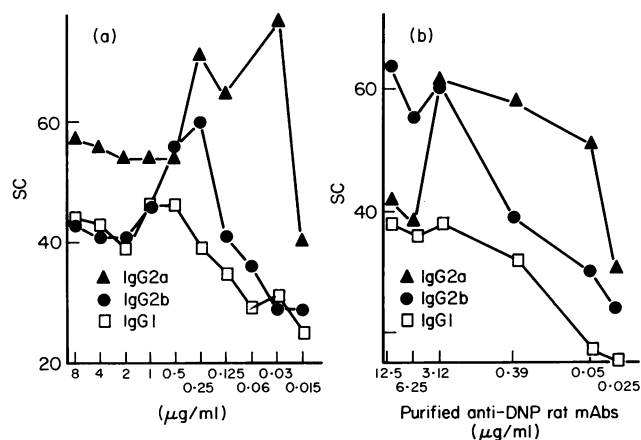 (a)
60
40
20
SC
▲ IgG2a
● IgG2b
□ IgG1
8 4 2 1 0·5 0·25 0·125 0·06 0·03 0·015
(μg/ml)
(b)
60
40
SC
▲ IgG2a
● IgG2b
□ IgG1
12·5 6·25 3·12 0·39 0·05 0·025
Purified anti-DNP rat mAbs
(μg/ml)